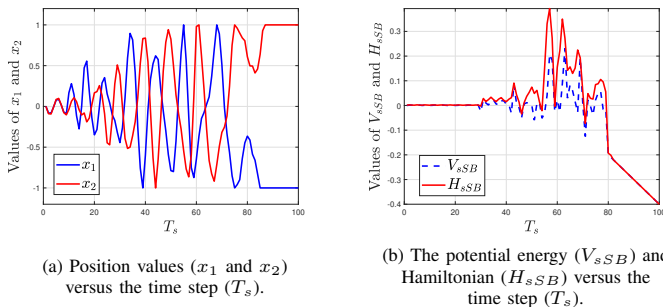 (a)
(b)
Values of x₁ and x₂
1
0.5
0
-0.5
-1
x₁
x₂
0 20 40 60 80 100
Tₛ
Values of VₛSB and HₛSB
0.3
0.2
0.1
0
-0.1
-0.2
-0.3
-0.4
VₛSB
HₛSB
0 20 40 60 80 100
Tₛ
(a) Position values (x₁ and x₂)
versus the time step (Tₛ).
(b) The potential energy (VₛSB) and
Hamiltonian (HₛSB) versus the
time step (Tₛ).